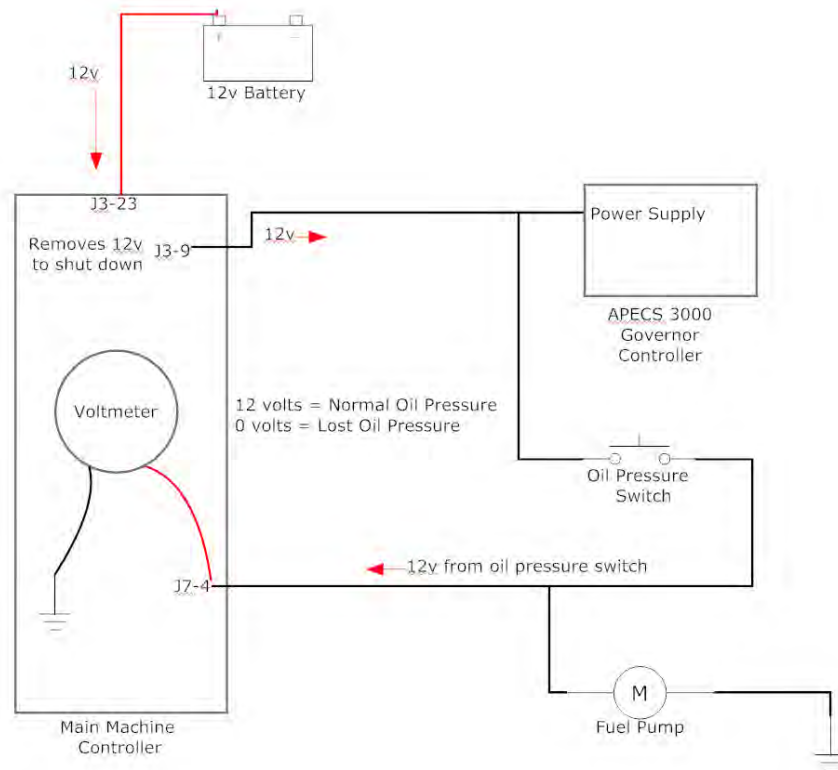 12v
12v Battery
J3-23
Removes 12v
to shut down
J3-9
12v
Power Supply
APECS 3000
Governor
Controller
Voltmeter
12 volts = Normal Oil Pressure
0 volts = Lost Oil Pressure
Oil Pressure
Switch
12v from oil pressure switch
J7-4
M
Fuel Pump
Main Machine
Controller